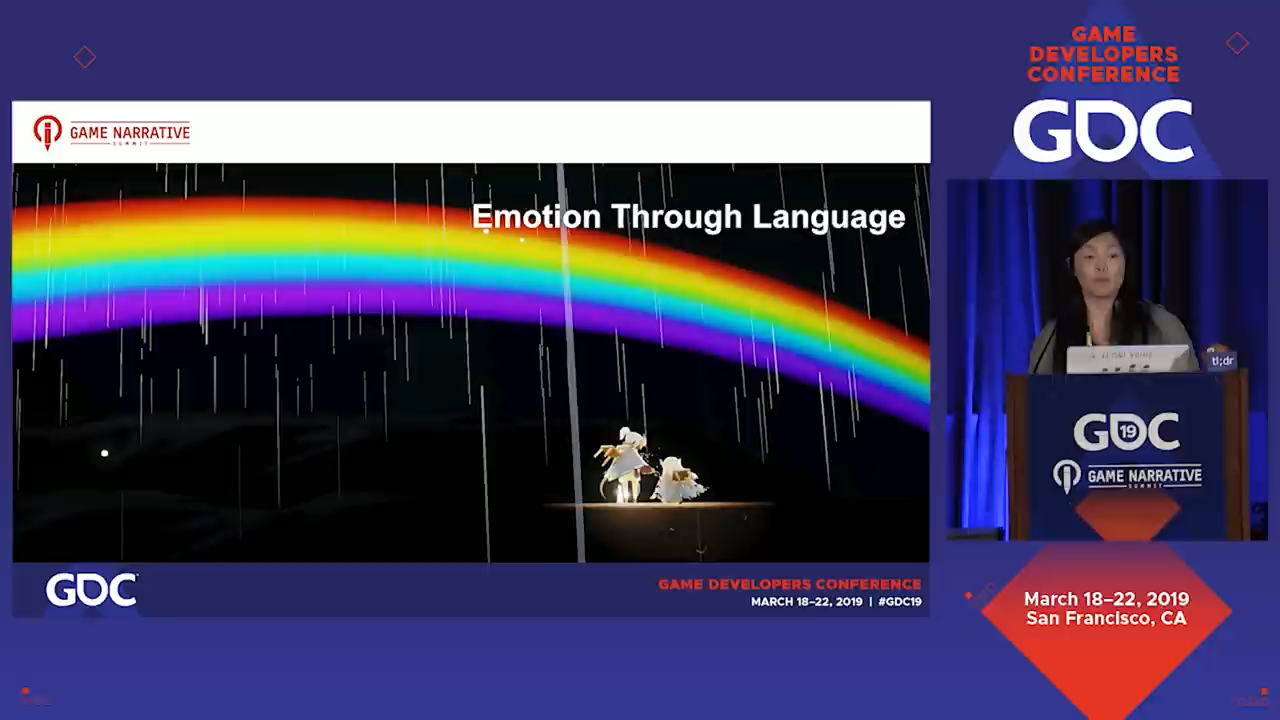 GAME NARRATIVE
SUMMIT
Emotion Through Language
GDC
GAME DEVELOPERS CONFERENCE
MARCH 18–22, 2019 | #GDC19
GAME
DEVELOPERS
CONFERENCE
GDC
tl;dr
GDC
19
GAME NARRATIVE
SUMMIT
March 18–22, 2019
San Francisco, CA